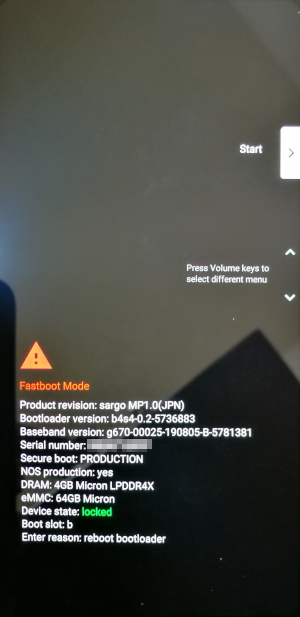 Start
Press Volume keys to
select different menu
Fastboot Mode
Product revision: sargo MP1.0(JPN)
Bootloader version: b4s4-0.2-5736883
Baseband version: g670-00025-190805-B-5781381
Serial number:
Secure boot: PRODUCTION
NOS production: yes
DRAM: 4GB Micron LPDDR4X
eMMC: 64GB Micron
Device state: locked
Boot slot: b
Enter reason: reboot bootloader